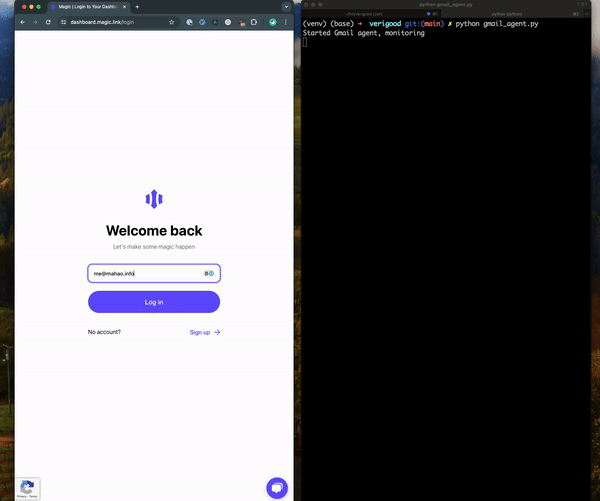 Magic | Login to Your Dashbo
dashboard.magic.link/login
Welcome back
Let's make some magic happen
me@mahao.info
Log in
No account?
Sign up →
Privacy - Terms
python gmail_agent.py
(venv) (base) ➜ verigood git:(main) ✗ python gmail_agent.py
Started Gmail agent, monitoring